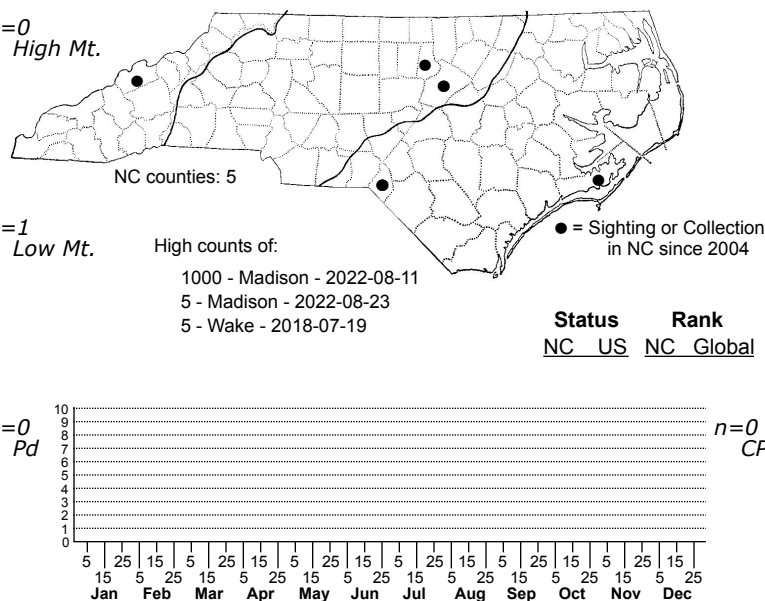 =0
High Mt.
NC counties: 5
=1
Low Mt.
High counts of:
1000 - Madison - 2022-08-11
5 - Madison - 2022-08-23
5 - Wake - 2018-07-19
● = Sighting or Collection
in NC since 2004
Status Rank
NC US NC Global
=0
Pd
n=0
CP
10
9
8
7
6
5
4
3
2
1
0
5 25 15 5 25 15 5 25 15 5 25 15 5 25 15 5 25 15
15 5 25 15 5 25 15 5 25 15 5 25 15 5 25 15 5 25
Jan Feb Mar Apr May Jun Jul Aug Sep Oct Nov Dec